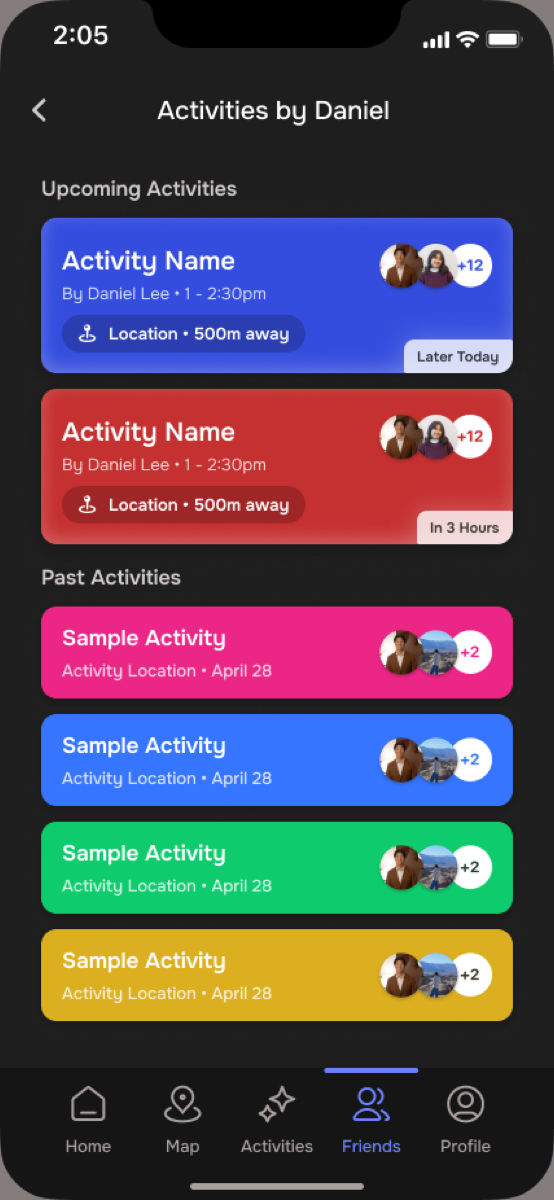 2:05
Activities by Daniel
Upcoming Activities
Activity Name
+12
By Daniel Lee • 1 - 2:30pm
Location • 500m away
Later Today
Activity Name
+12
By Daniel Lee • 1 - 2:30pm
Location • 500m away
In 3 Hours
Past Activities
Sample Activity
+2
Activity Location • April 28
Sample Activity
+2
Activity Location • April 28
Sample Activity
+2
Activity Location • April 28
Sample Activity
+2
Activity Location • April 28
Home Map Activities Friends Profile